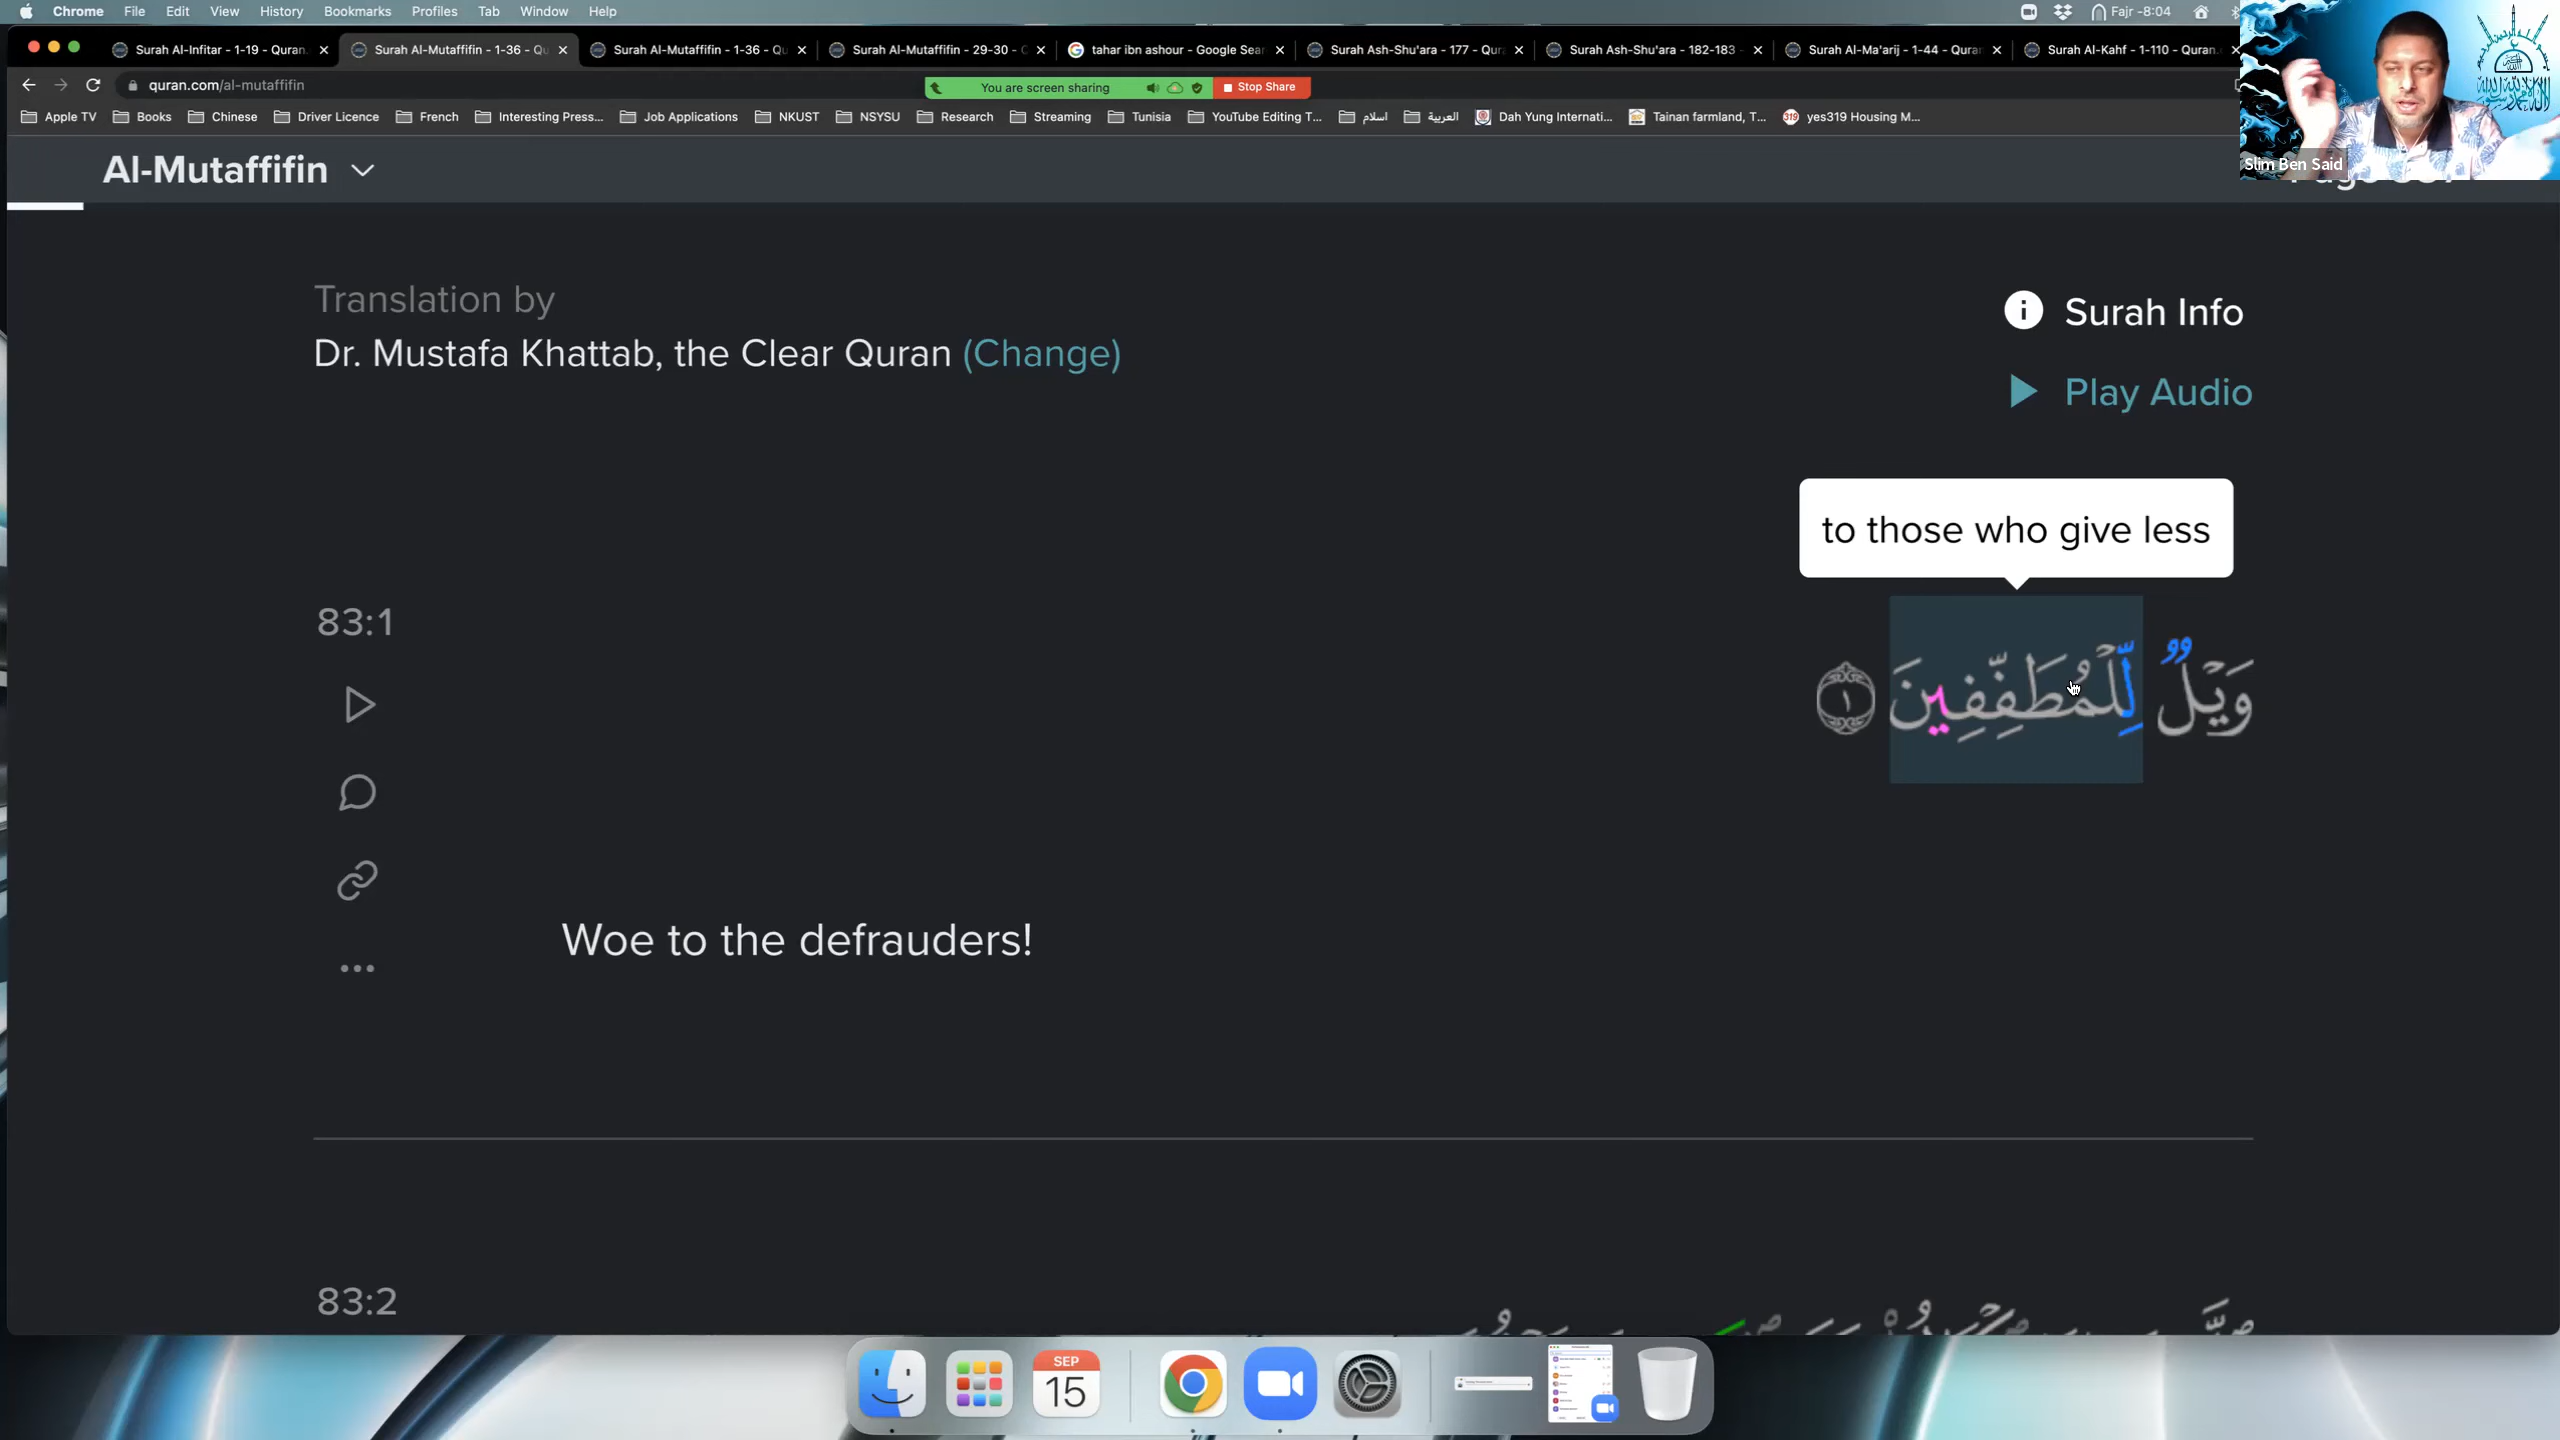 Chrome File Edit View History Bookmarks Profiles Tab Window Help
Fajr -8:04
Surah Al-Infitar - 1-19 - Quran.
Surah Al-Mutaffifin - 1-36 - Qu
Surah Al-Mutaffifin - 1-36 - Qu
Surah Al-Mutaffifin - 29-30 - Q
tahar ibn ashour - Google Sear
Surah Ash-Shu'ara - 177 - Qur
Surah Ash-Shu'ara - 182-183 -
Surah Al-Ma'arij - 1-44 - Quran
Surah Al-Kahf - 1-110 - Quran.
quran.com/al-mutaffifin
You are screen sharing
Stop Share
Apple TV Books Chinese Driver Licence French Interesting Press... Job Applications NKUST NSYSU Research Streaming Tunisia YouTube Editing T... اسلام العربية Dah Yung Internati... Tainan farmland, T... 319 yes319 Housing M...
Slim Ben Said
Al-Mutaffifin
Translation by
Dr. Mustafa Khattab, the Clear Quran (Change)
Surah Info
Play Audio
to those who give less
83:1
وَيْلٌ لِّلْمُطَفِّفِينَ ١
Woe to the defrauders!
83:2
SEP
15